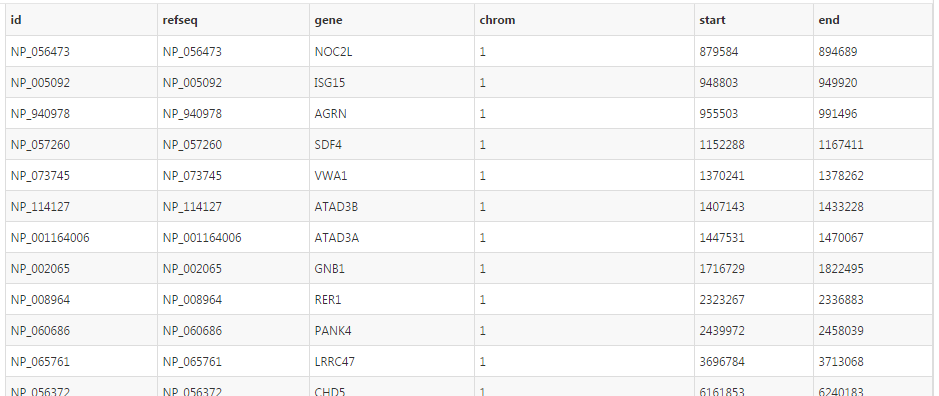 id refseq gene chrom start end
NP_056473 NP_056473 NOC2L 1 879584 894689
NP_005092 NP_005092 ISG15 1 948803 949920
NP_940978 NP_940978 AGRN 1 955503 991496
NP_057260 NP_057260 SDF4 1 1152288 1167411
NP_073745 NP_073745 VWA1 1 1370241 1378262
NP_114127 NP_114127 ATAD3B 1 1407143 1433228
NP_001164006 NP_001164006 ATAD3A 1 1447531 1470067
NP_002065 NP_002065 GNB1 1 1716729 1822495
NP_008964 NP_008964 RER1 1 2323267 2336883
NP_060686 NP_060686 PANK4 1 2439972 2458039
NP_065761 NP_065761 LRRC47 1 3696784 3713068
NP_056372 NP_056372 CHD5 1 6161853 6240183